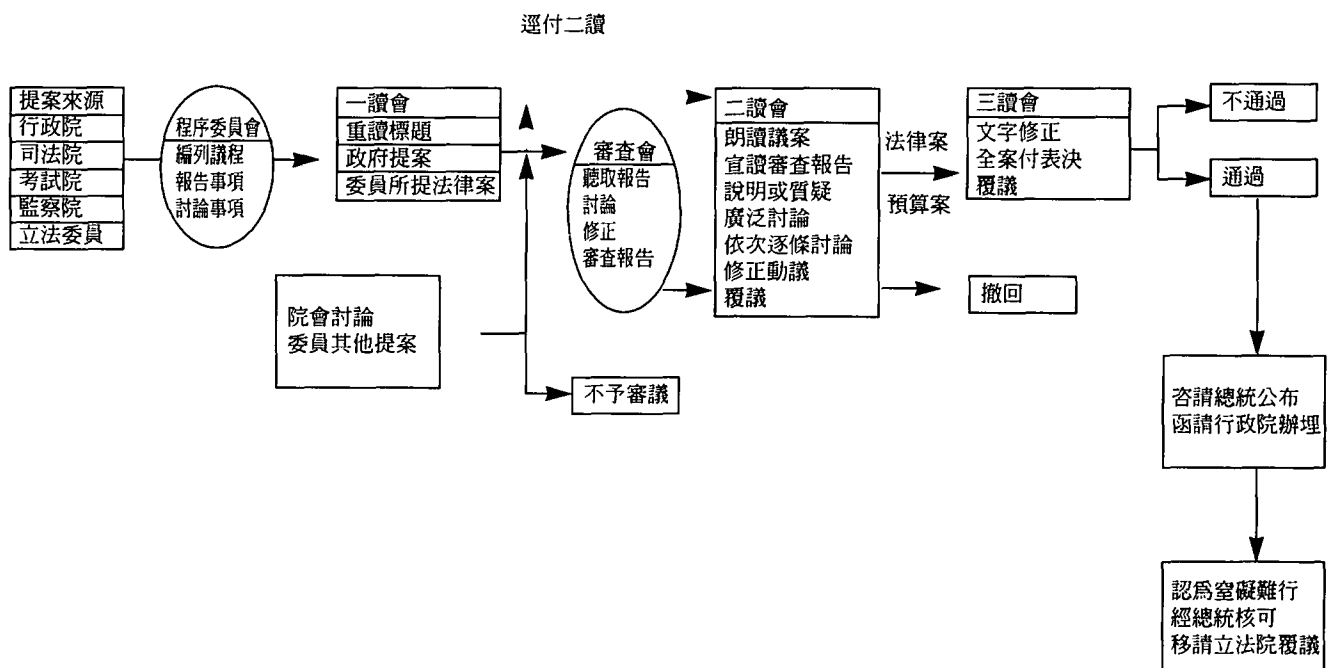 逕付二讀
提案來源
行政院
司法院
考試院
監察院
立法委員
程序委員會
編列議程
報告事項
討論事項
一讀會
重讀標題
政府提案
委員所提法律案
院會討論
委員其他提案
審查會
聽取報告
討論
修正
審查報告
不予審議
二讀會
朗讀議案
宣讀審查報告
說明或質疑
廣泛討論
依次逐條討論
修正動議
覆議
法律案
預算案
三讀會
文字修正
全案付表決
覆議
撤回
不通過
通過
咨請總統公布
函請行政院辦埋
認爲窒礙難行
經總統核可
移請立法院覆議